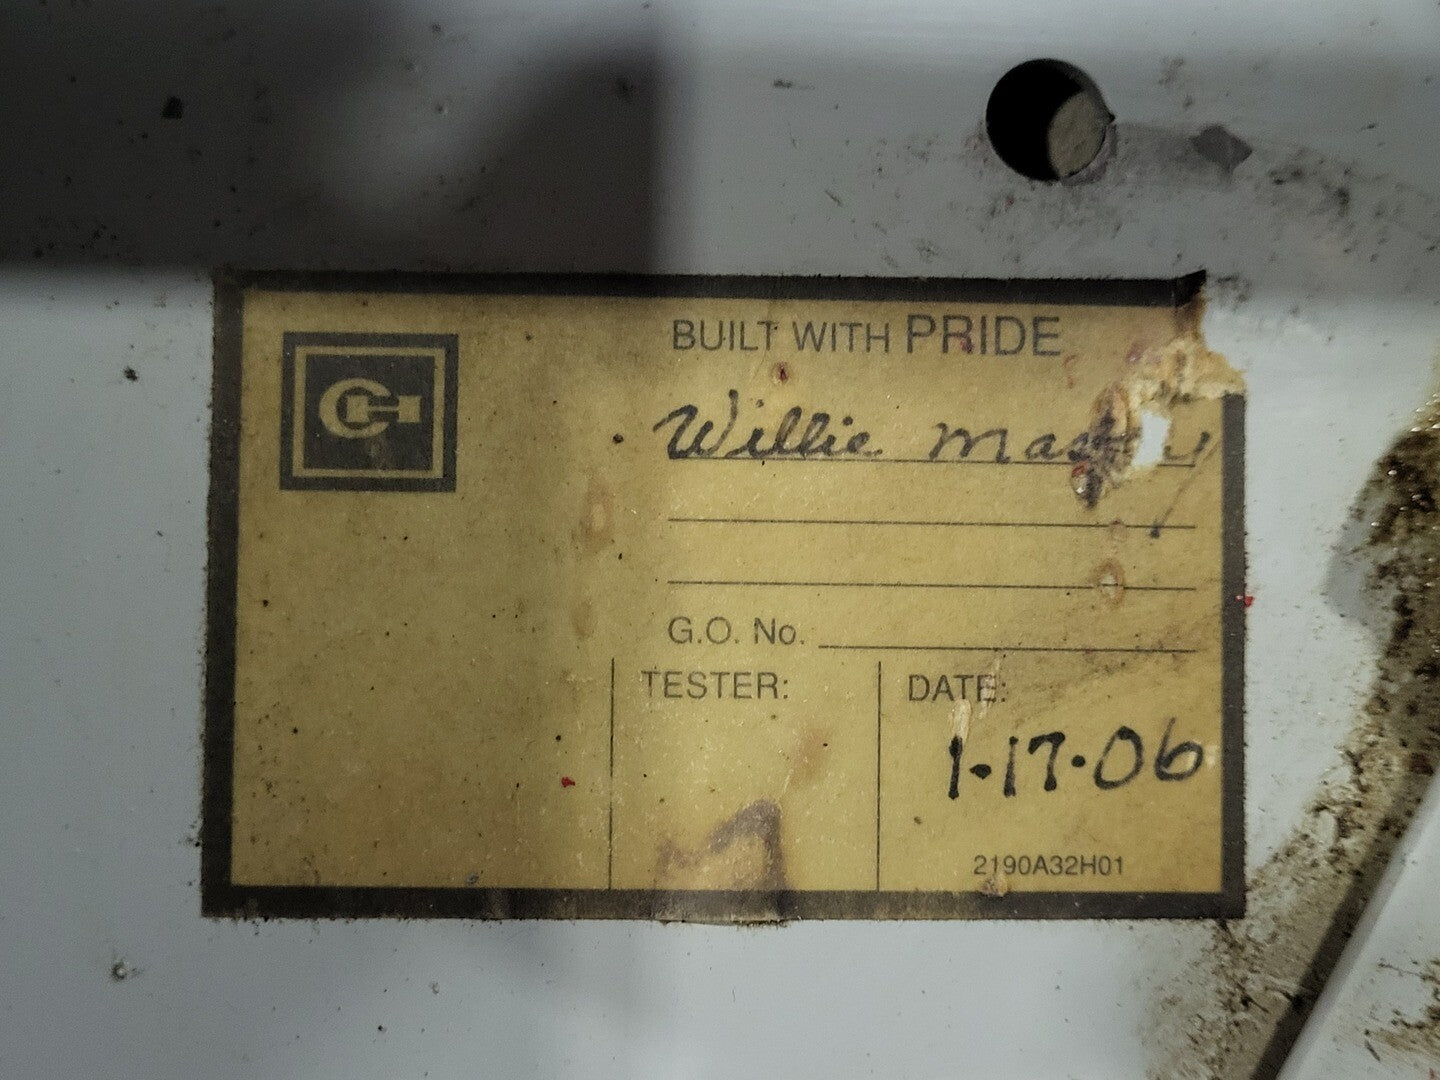 BUILT WITH PRIDE
Willie
G.O. No.
TESTER:
DATE:
1-17-06
2190A32H01